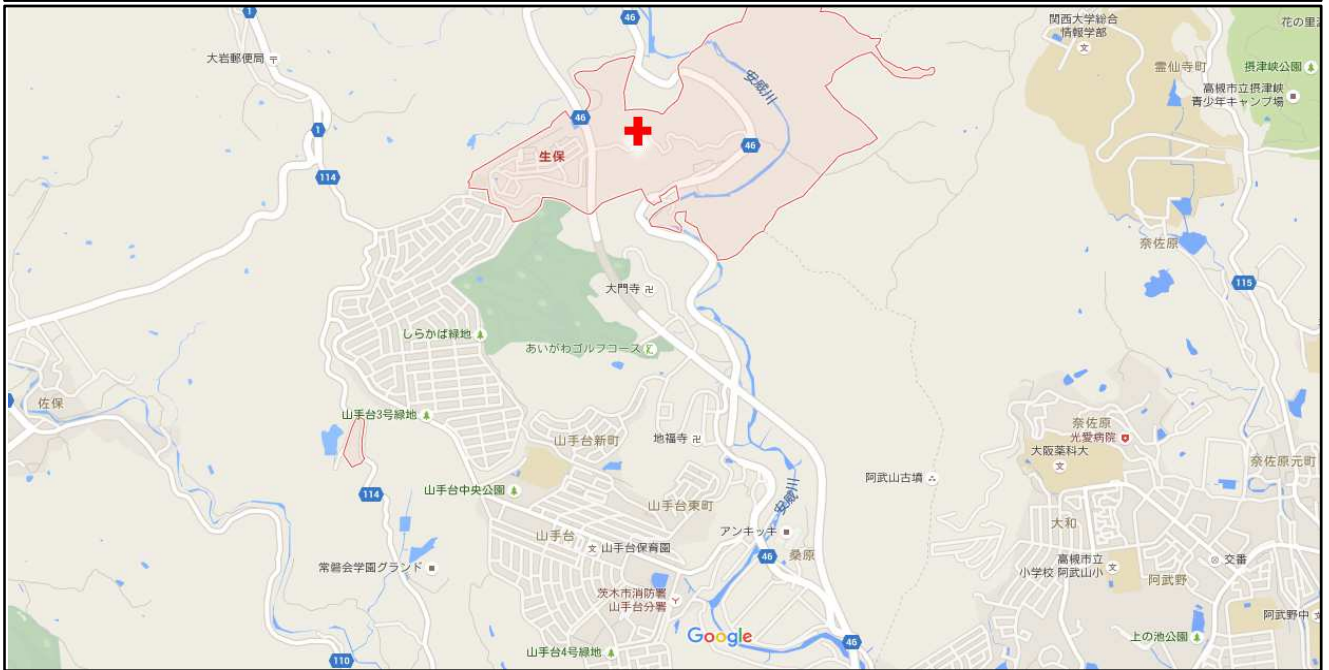 1
46
関西大学総合
情報学部
大岩郵便局
霊仙寺町
摂津峡公園
高槻市立摂津峡
青少年キャンプ場
安威川
46
1
生保
46
114
奈佐原
115
大門寺
しらかば緑地
あいがわゴルフコース
佐保
山手台3号緑地
奈佐原
光愛病院
大阪薬科大
山手台新町
地福寺
奈佐原元町
阿武山古墳
114
山手台中央公園
山手台東町
安威川
大和
山手台
アンキッキ
山手台保育園
桑原
46
高槻市立
小学校 阿武山小
交番
常磐会学園グランド
阿武野
茨木市消防署
山手台分署
阿武野中
Google
46
上の池公園
山手台4号緑地
110